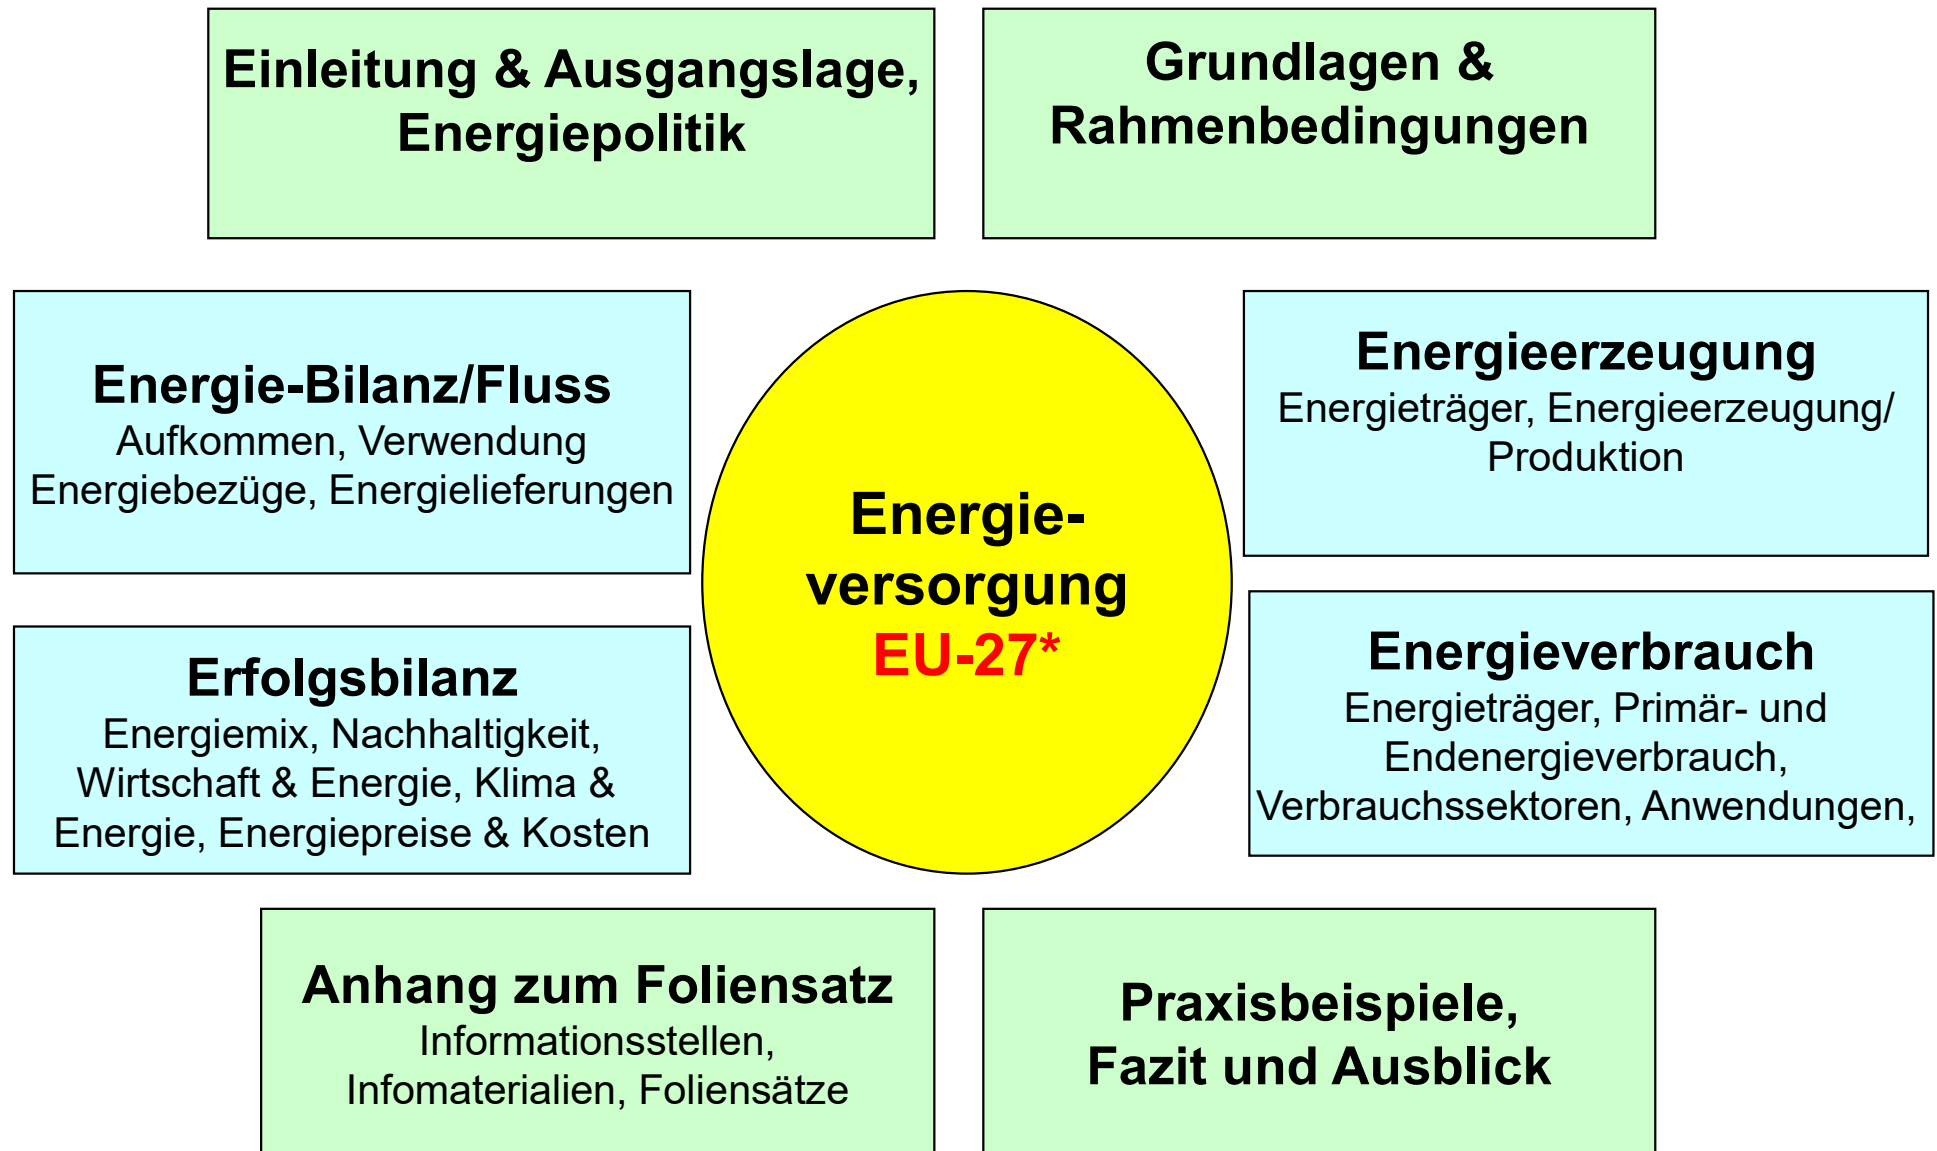 Einleitung & Ausgangslage,
Energiepolitik
Grundlagen &
Rahmenbedingungen
Energie-Bilanz/Fluss
Aufkommen, Verwendung
Energiebezüge, Energielieferungen
Energieerzeugung
Energieträger, Energieerzeugung/
Produktion
Energie-
versorgung
EU-27*
Erfolgsbilanz
Energiemix, Nachhaltigkeit,
Wirtschaft & Energie, Klima &
Energie, Energiepreise & Kosten
Energieverbrauch
Energieträger, Primär- und
Endenergieverbrauch,
Verbrauchssektoren, Anwendungen,
Anhang zum Foliensatz
Informationsstellen,
Infomaterialien, Foliensätze
Praxisbeispiele,
Fazit und Ausblick